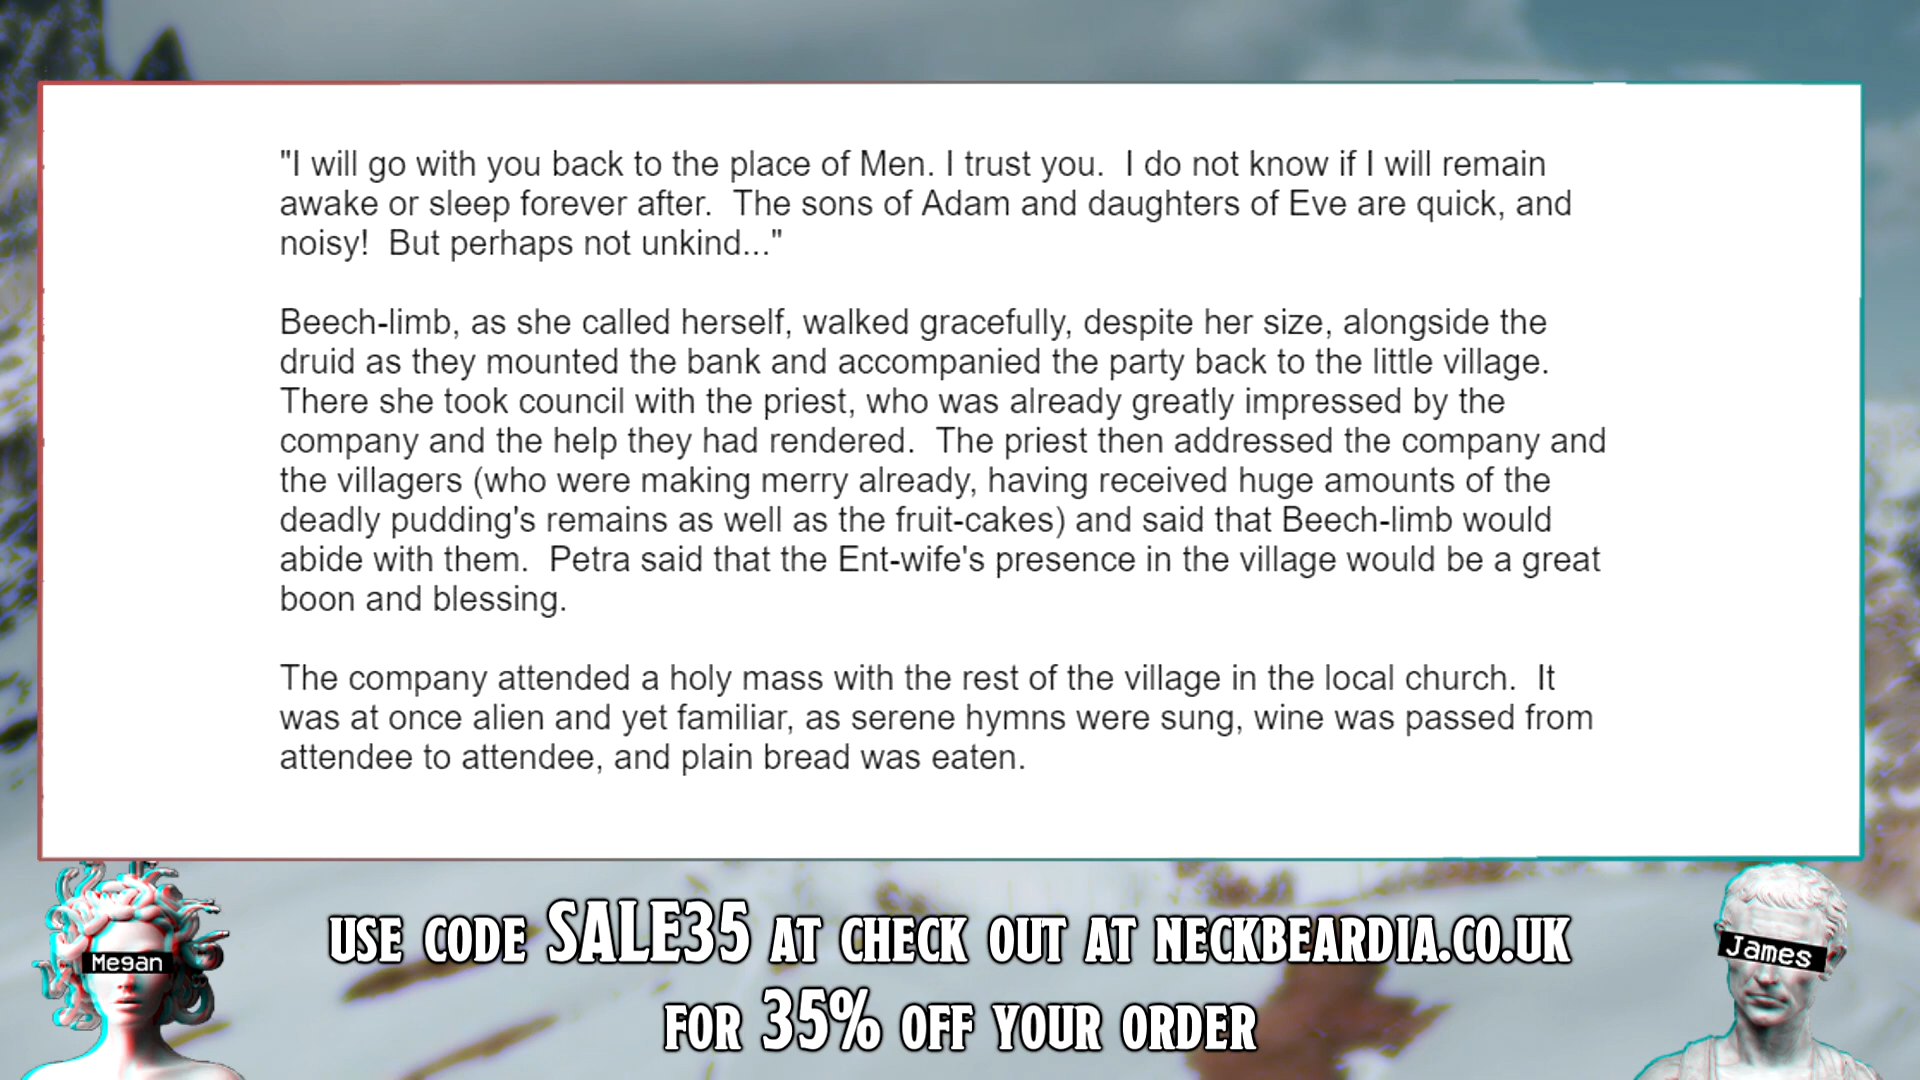 "I will go with you back to the place of Men. I trust you.  I do not know if I will remain
awake or sleep forever after.  The sons of Adam and daughters of Eve are quick, and
noisy!  But perhaps not unkind..."
Beech-limb, as she called herself, walked gracefully, despite her size, alongside the
druid as they mounted the bank and accompanied the party back to the little village.
There she took council with the priest, who was already greatly impressed by the
company and the help they had rendered.  The priest then addressed the company and
the villagers (who were making merry already, having received huge amounts of the
deadly pudding's remains as well as the fruit-cakes) and said that Beech-limb would
abide with them.  Petra said that the Ent-wife's presence in the village would be a great
boon and blessing.
The company attended a holy mass with the rest of the village in the local church.  It
was at once alien and yet familiar, as serene hymns were sung, wine was passed from
attendee to attendee, and plain bread was eaten.
USE CODE SALE35 AT CHECK OUT AT NECKBEARDIA.CO.UK
FOR 35% OFF YOUR ORDER
Megan
James